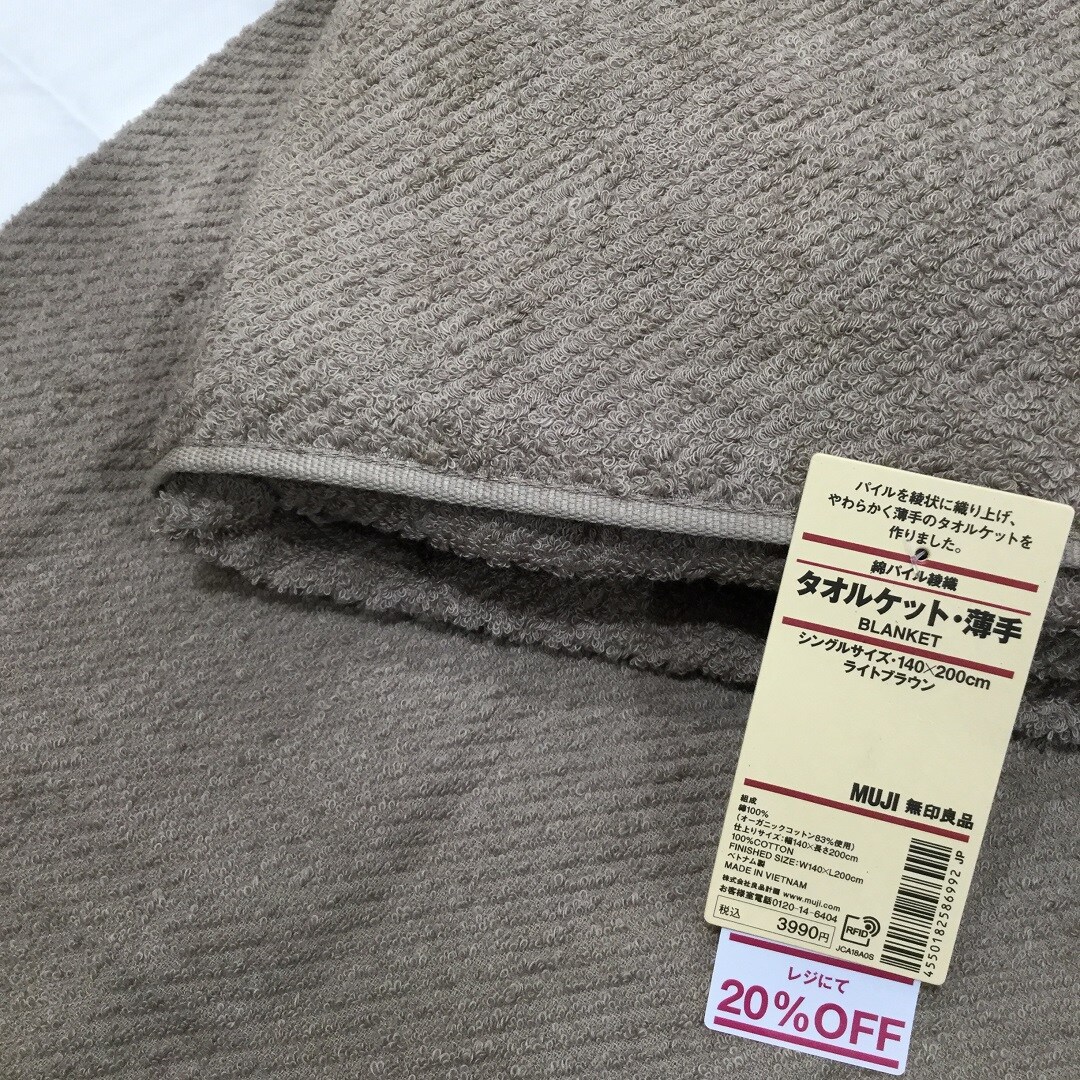 パイルを綾状に織り上げ、
やわらかく薄手のタオルケットを
作りました。
綿パイル綾織
タオルケット・薄手
BLANKET
シングルサイズ・140×200cm
ライトブラウン
MUJI 無印良品
組成
綿100%
(オーガニックコットン83%使用)
仕上りサイズ:幅140×長さ200cm
100%COTTON
FINISHED SIZE:W140×L200cm
ベトナム製
MADE IN VIETNAM
株式会社良品計画 www.muji.com
お客様室電話0120-14-6404
税込 3990円
RFID
JCA18A0S
4550182586992 JP
レジにて
20%OFF